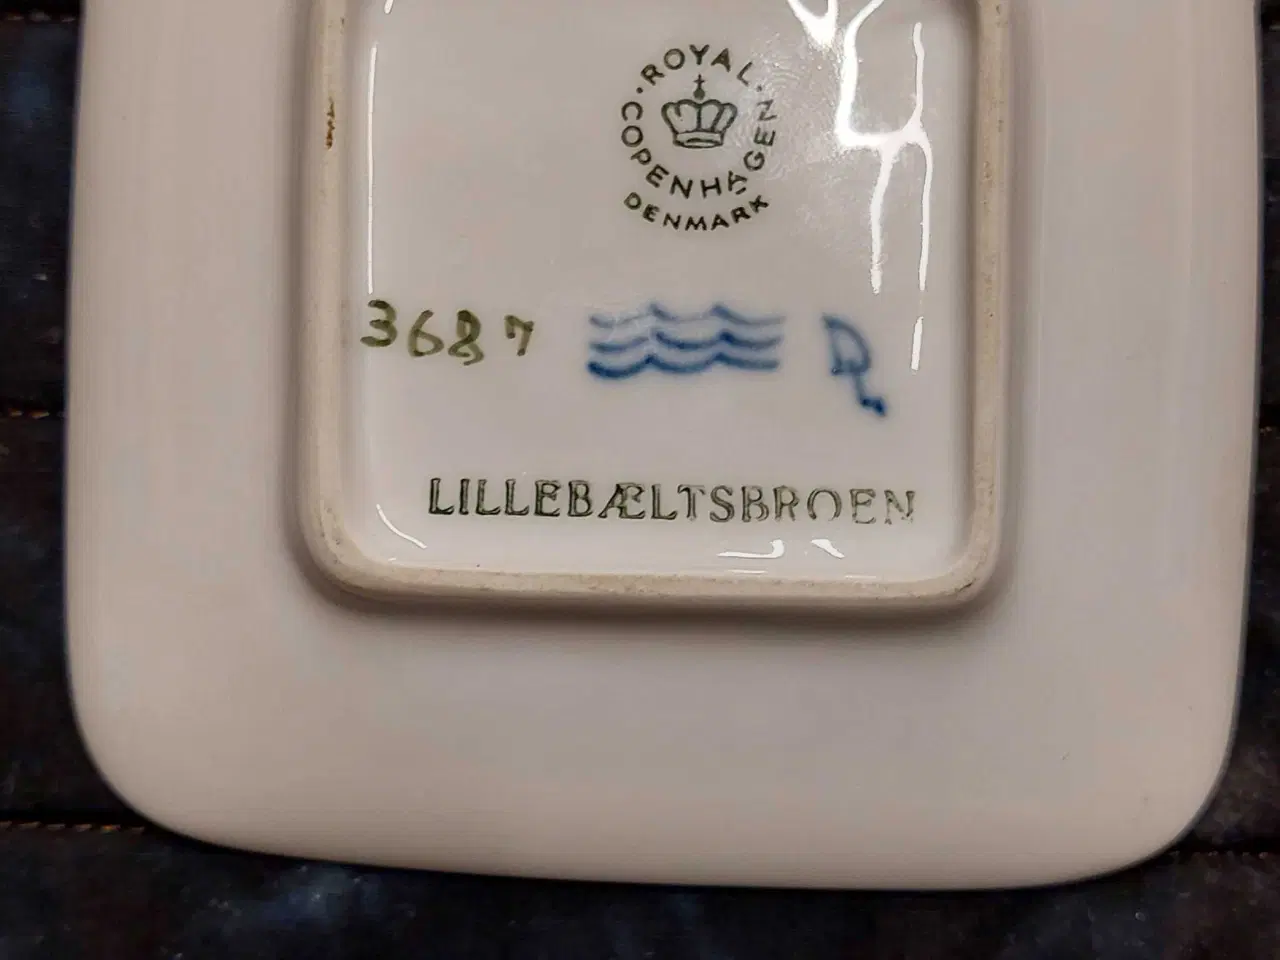 ROYAL COPENHAGEN
DENMARK
3687
LILLEBÆLTSBROEN